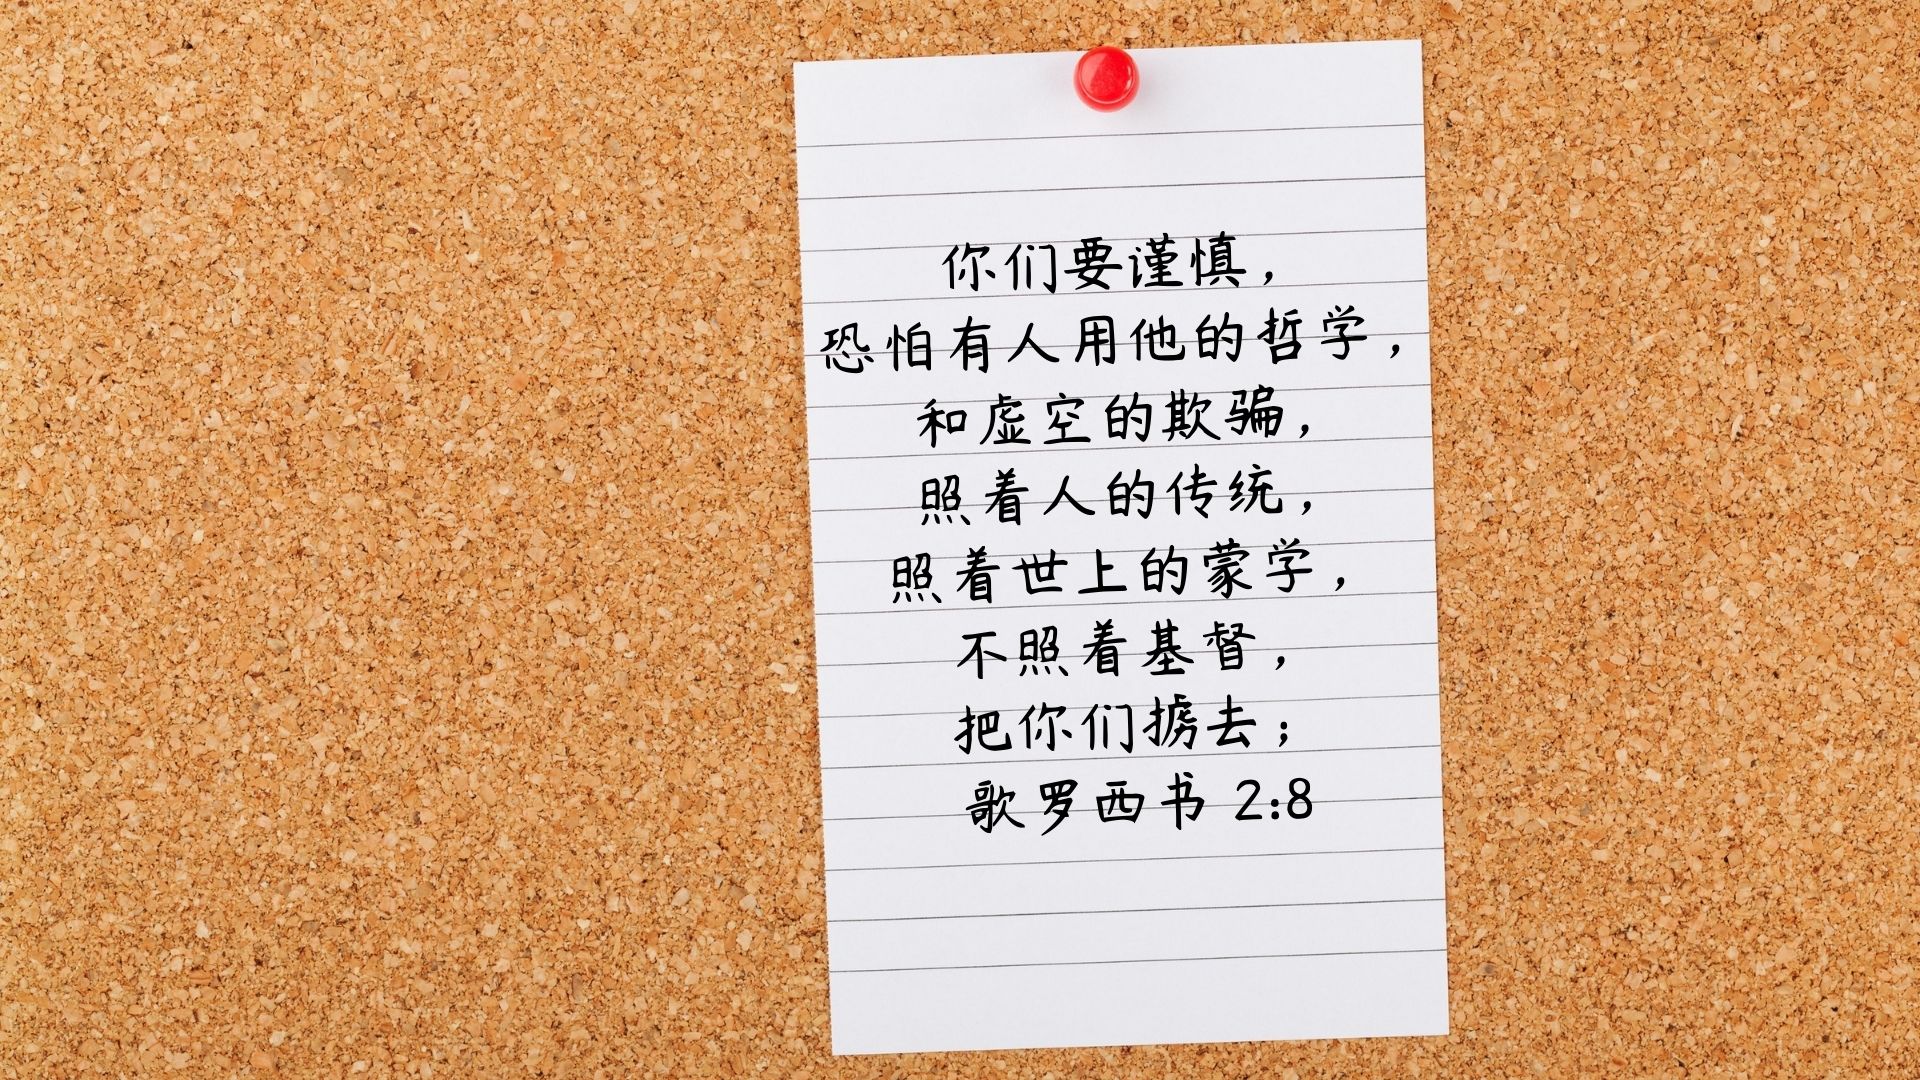 你们要谨慎，
恐怕有人用他的哲学，
和虚空的欺骗，
照着人的传统，
照着世上的蒙学，
不照着基督，
把你们掳去；
歌罗西书 2:8